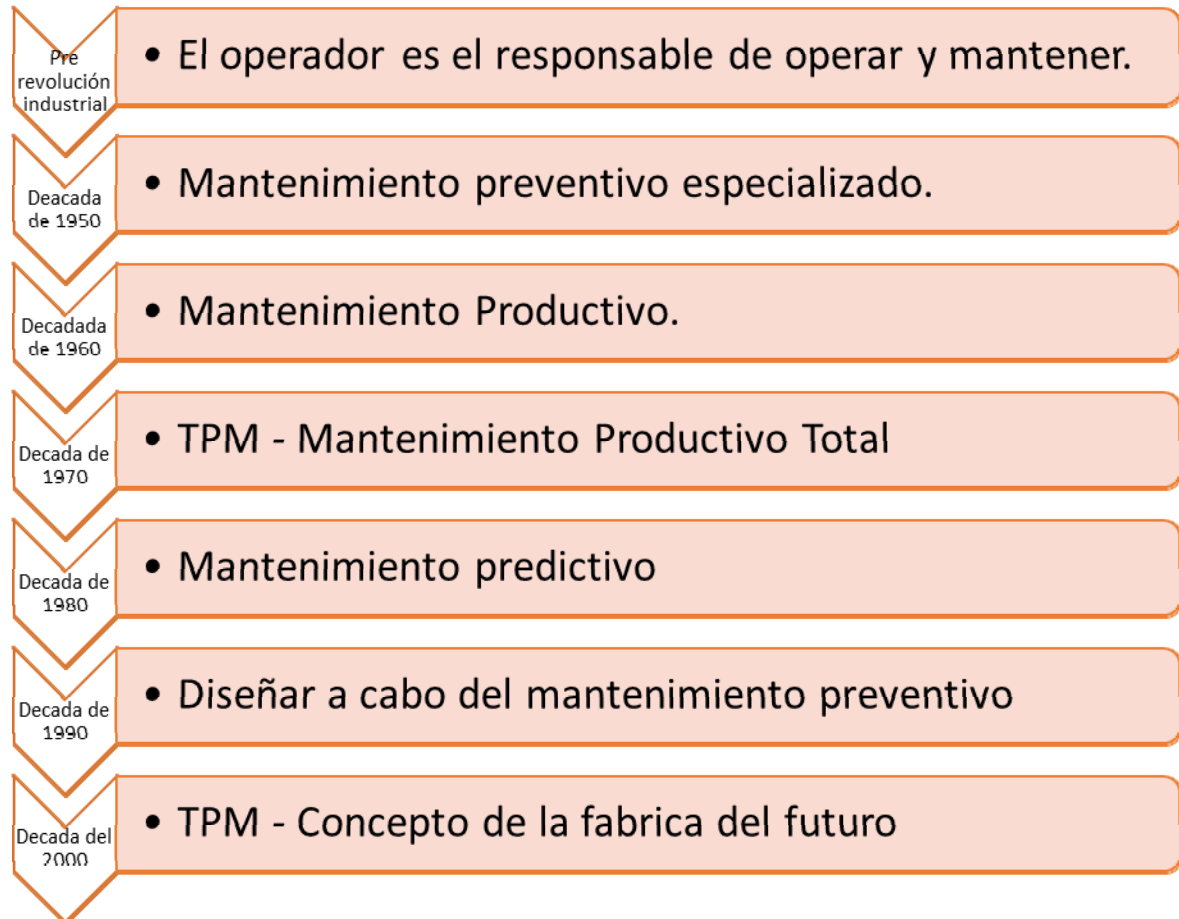 Pre
revolución
industrial
• El operador es el responsable de operar y mantener.
Deacada
de 1950
• Mantenimiento preventivo especializado.
Decadada
de 1960
• Mantenimiento Productivo.
Decada de
1970
• TPM - Mantenimiento Productivo Total
Decada de
1980
• Mantenimiento predictivo
Decada de
1990
• Diseñar a cabo del mantenimiento preventivo
Decada del
2000
• TPM - Concepto de la fabrica del futuro